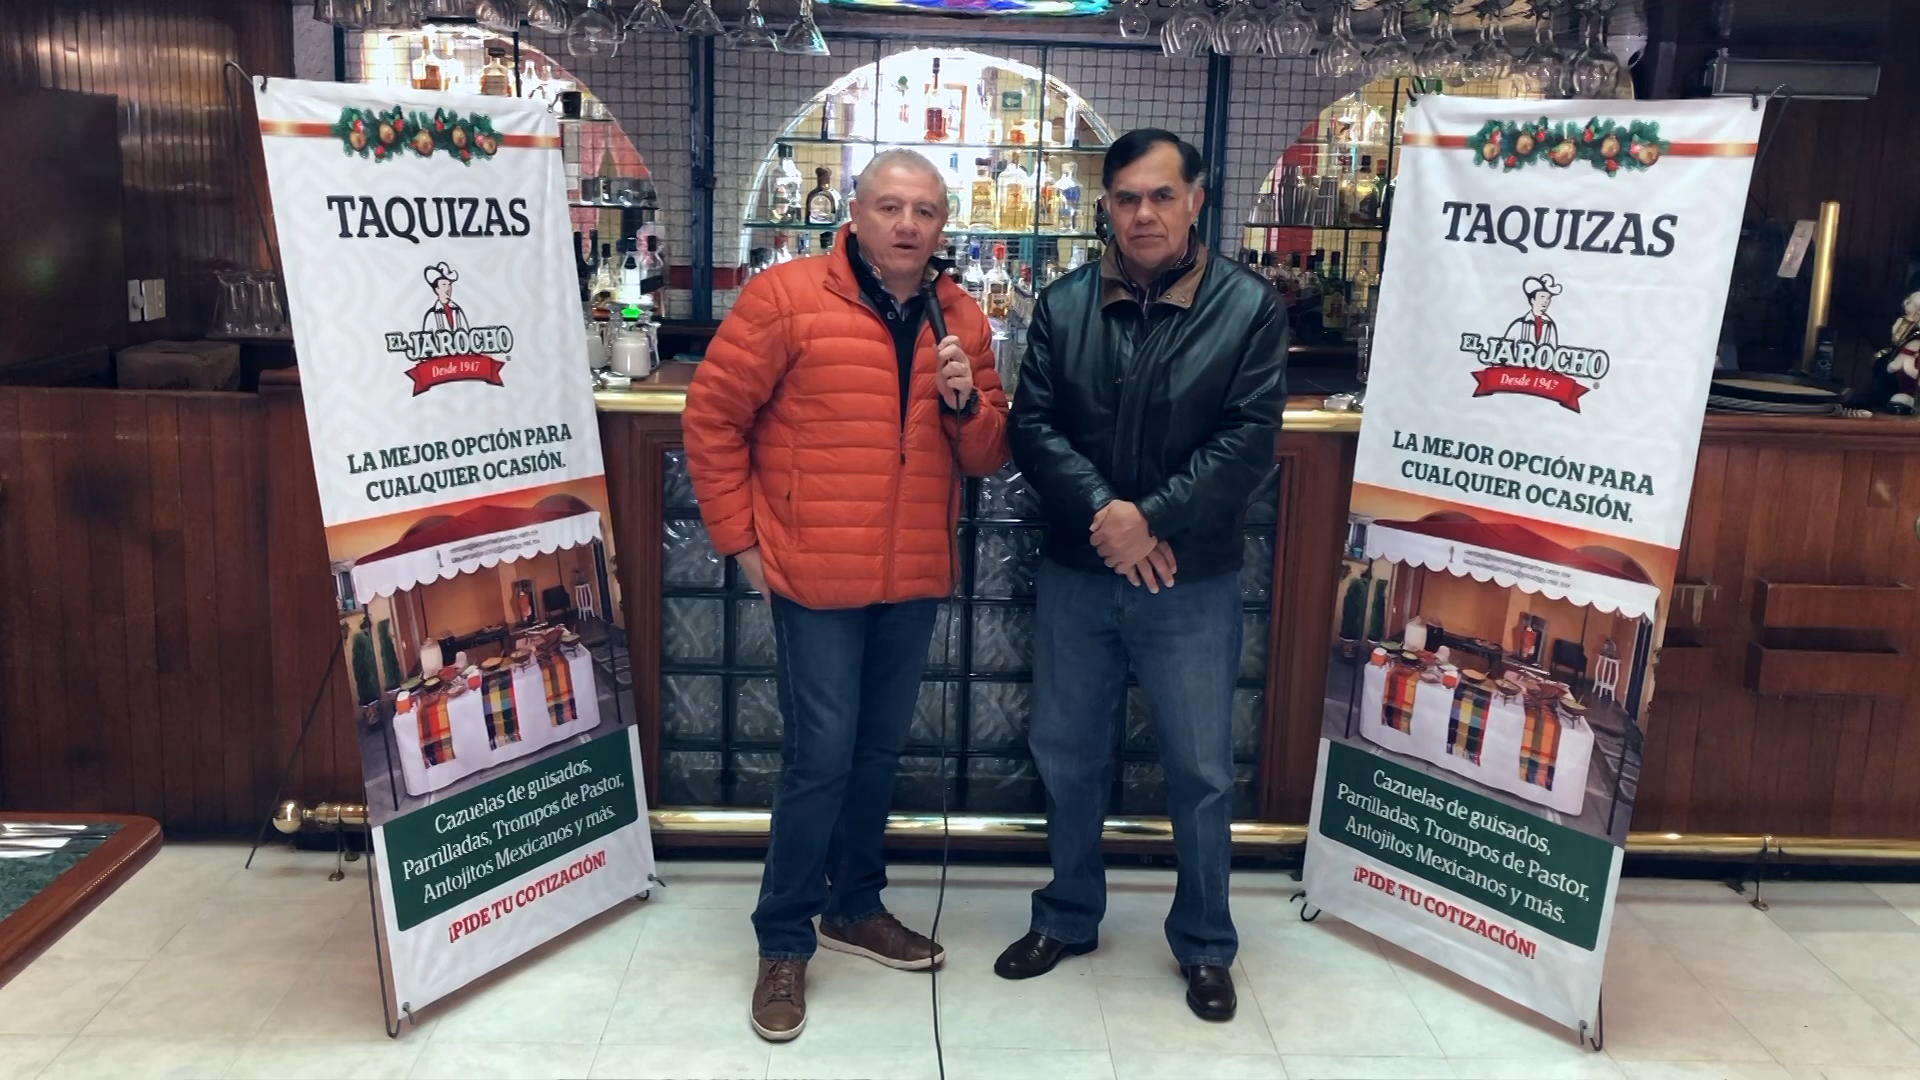 TAQUIZAS
EL JAROCHO
Desde 1947
LA MEJOR OPCIÓN PARA
CUALQUIER OCASIÓN.
Cazuelas de guisados,
Parrilladas, Trompos de Pastor,
Antojitos Mexicanos y más.
¡PIDE TU COTIZACIÓN!
TAQUIZAS
EL JAROCHO
Desde 1947
LA MEJOR OPCIÓN PARA
CUALQUIER OCASIÓN.
Cazuelas de guisados,
Parrilladas, Trompos de Pastor,
Antojitos Mexicanos y más.
¡PIDE TU COTIZACIÓN!